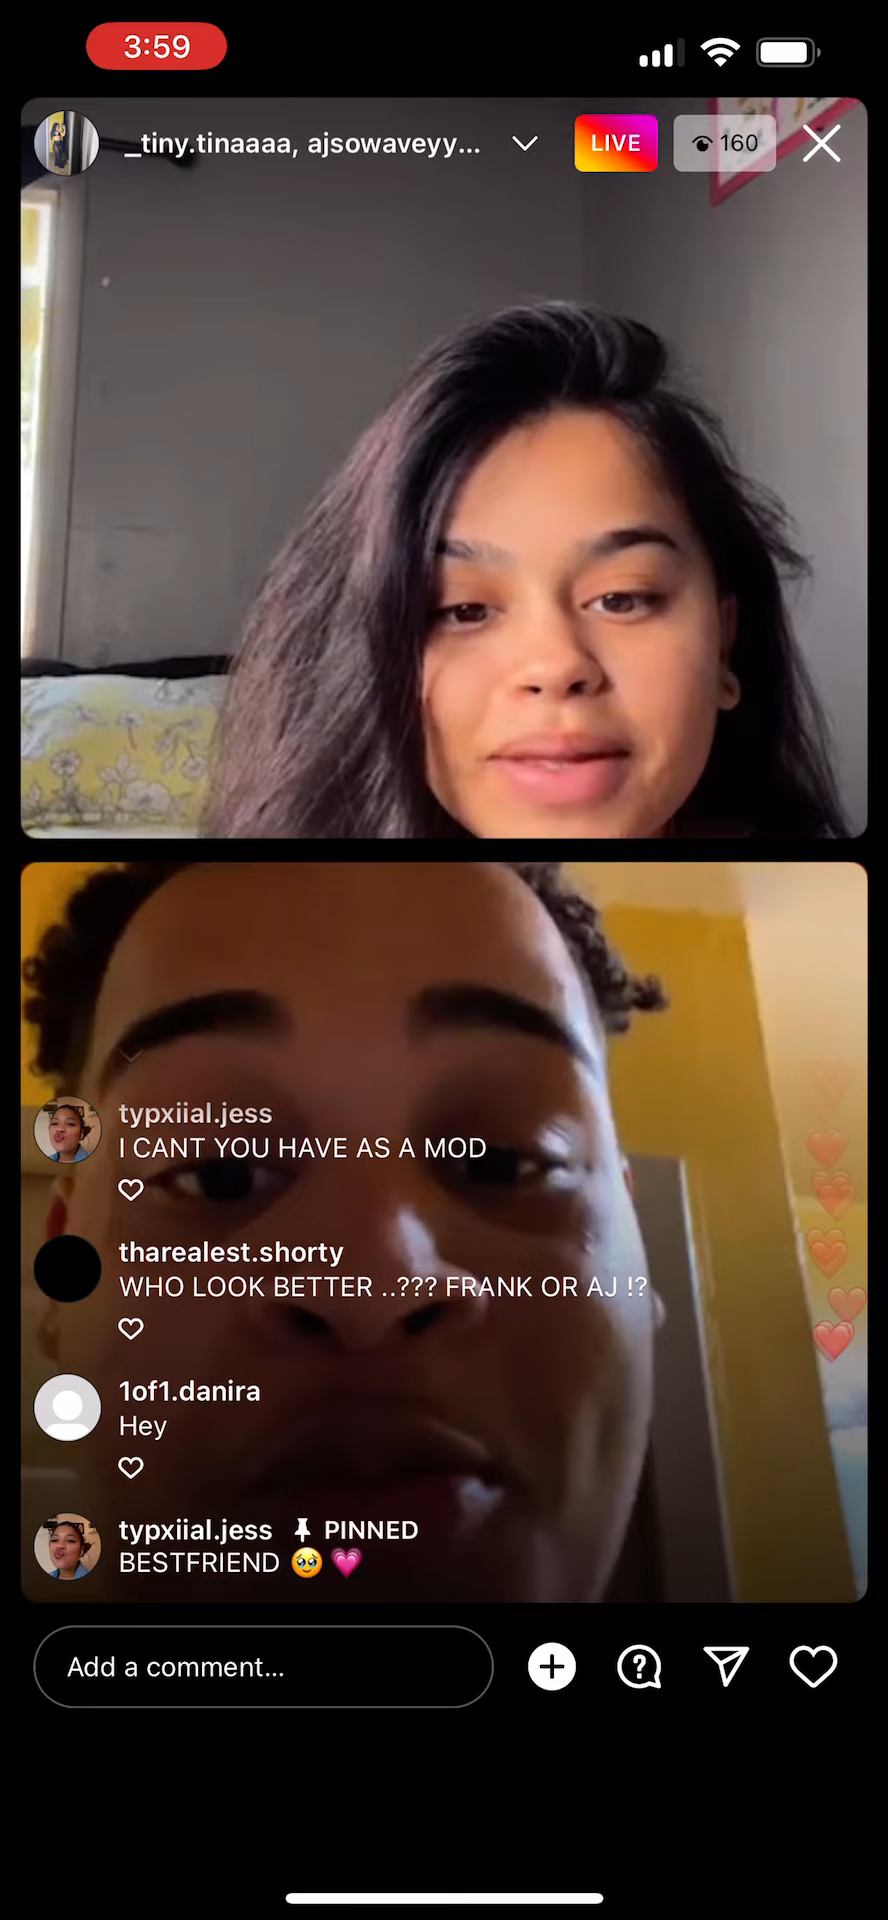 3:59
_tiny.tinaaaa, ajsowaveyy...
LIVE
160
typxiial.jess
I CANT YOU HAVE AS A MOD
tharealest.shorty
WHO LOOK BETTER ..??? FRANK OR AJ !?
1of1.danira
Hey
typxiial.jess PINNED
BESTFRIEND 🥹 💗
Add a comment...